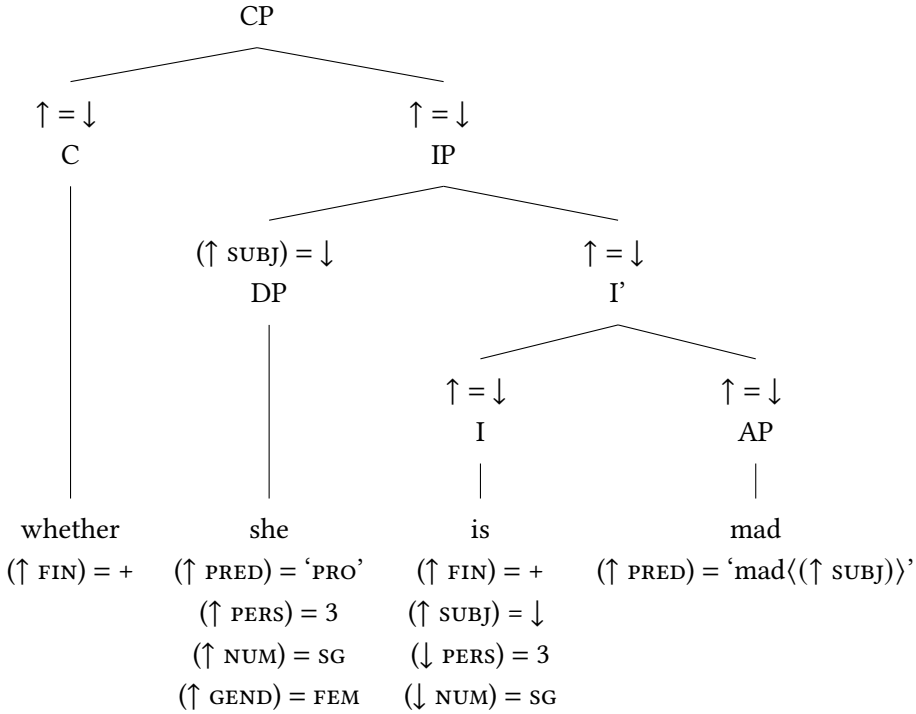 CP
↑ = ↓ ↑ = ↓
C IP
(↑ SUBJ) = ↓ ↑ = ↓
DP I’
↑ = ↓ ↑ = ↓
I AP
whether she is mad
(↑ FIN) = + (↑ PRED) = ‘PRO’ (↑ FIN) = + (↑ PRED) = ‘mad⟨(↑ SUBJ)⟩’
(↑ PERS) = 3 (↑ SUBJ) = ↓
(↑ NUM) = SG (↓ PERS) = 3
(↑ GEND) = FEM (↓ NUM) = SG